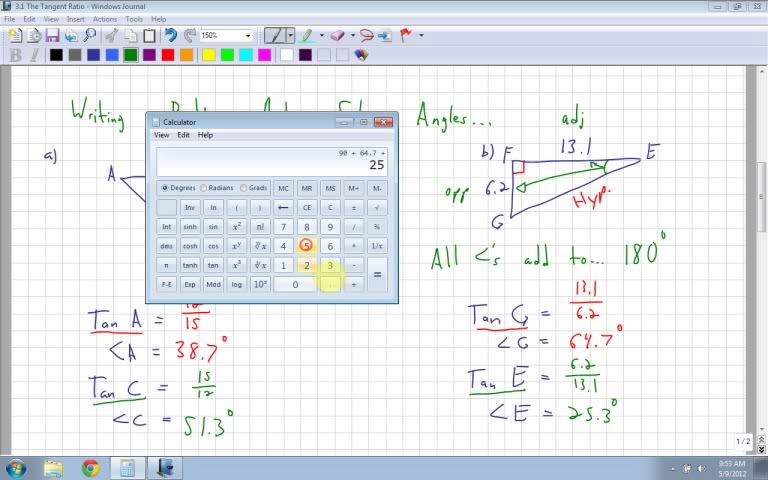 3.1 The Tangent Ratio - Windows Journal
File Edit View Insert Actions Tools Help
150%
B I
Writing
Angles...
adj
a)
A
b) F 13.1 E
opp 6.2
Hyp.
G
All <'s add to... 180°
Calculator
View Edit Help
90 + 64.7 +
25
Degrees Radians Grads MC MR MS M+ M-
Inv ln ( ) ← CE C ± √
Int sinh sin x² n! 7 8 9 / %
dms cosh cos xʸ ʸ√x 4 5 6 * 1/x
π tanh tan x³ ³√x 1 2 3 - =
F-E Exp Mod log 10ˣ 0 . +
Tan A = 12/15
<A = 38.7°
Tan C = 15/12
<C = 51.3°
Tan G = 13.1/6.2
<G = 64.7°
Tan E = 6.2/13.1
<E = 25.3°
1 / 2
9:53 AM
5/9/2012